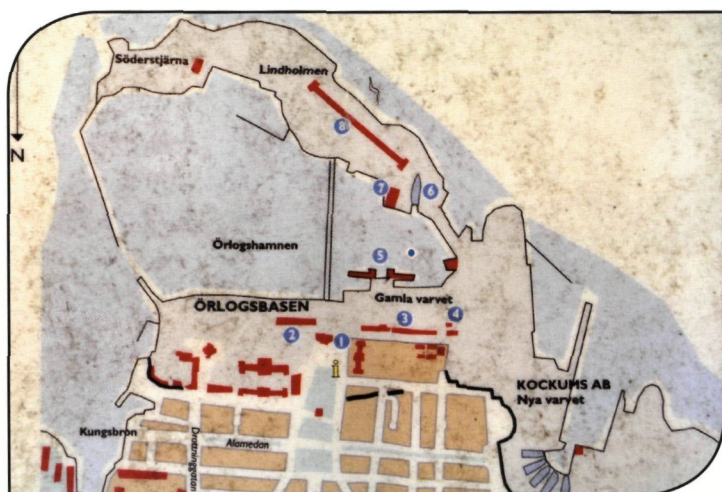 Söderstjärna
Lindholmen
N
8
7
6
Örlogshamnen
5
ÖRLOGSBASEN
Gamla varvet
2
1
3
4
i
KOCKUMS AB
Nya varvet
Kungsbron
Drottninggatan
Alamedan